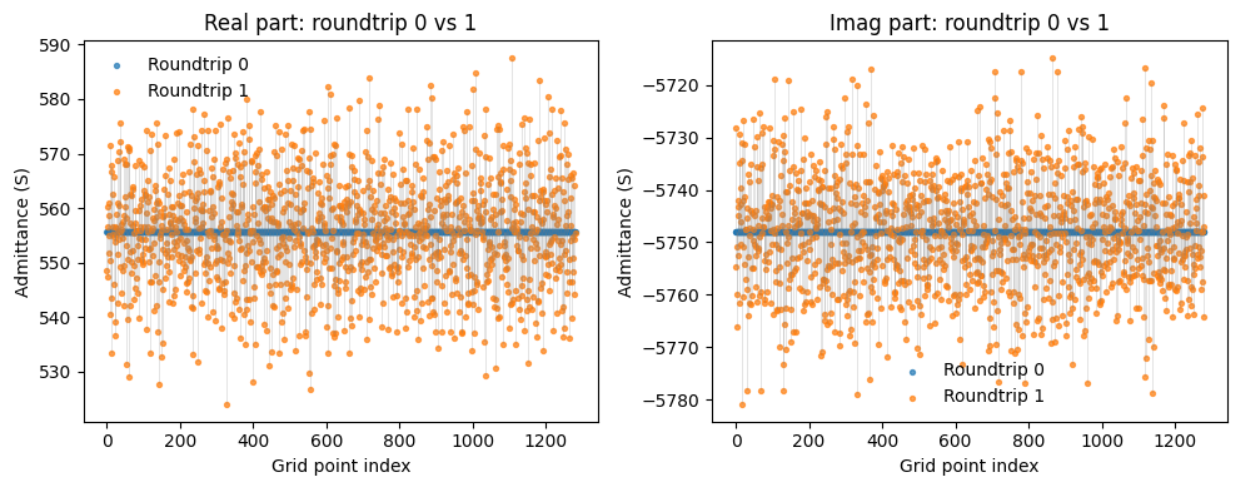 Real part: roundtrip 0 vs 1
Admittance (S)
590
580
570
560
550
540
530
Roundtrip 0
Roundtrip 1
0 200 400 600 800 1000 1200
Grid point index
Imag part: roundtrip 0 vs 1
Admittance (S)
−5720
−5730
−5740
−5750
−5760
−5770
−5780
Roundtrip 0
Roundtrip 1
0 200 400 600 800 1000 1200
Grid point index